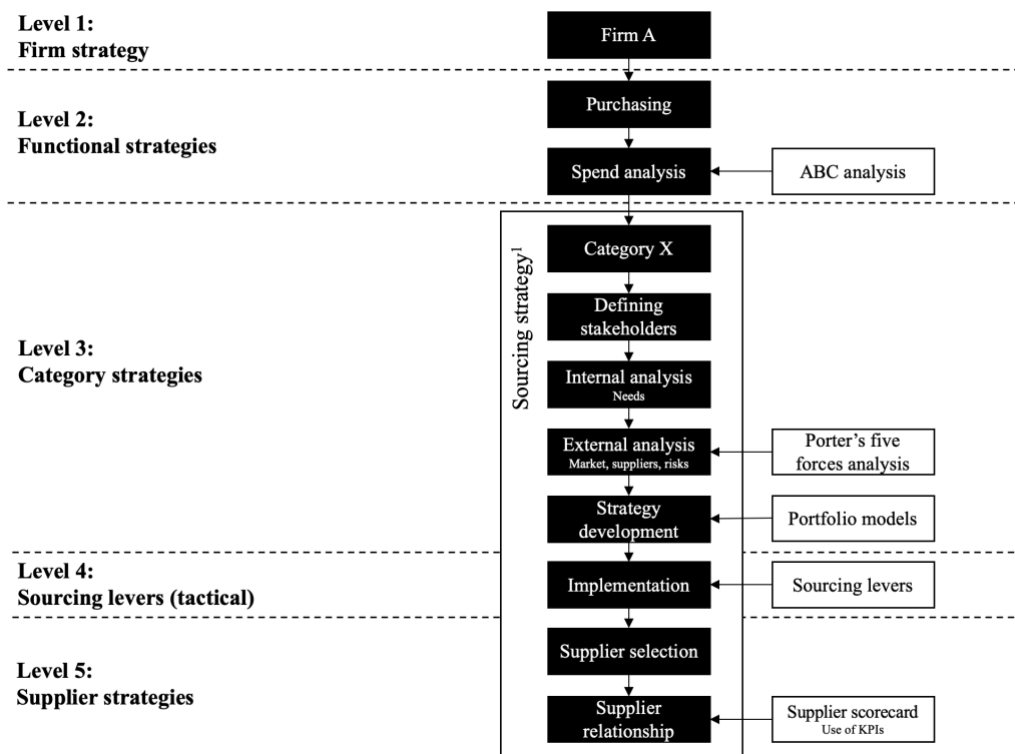 Level 1:
Firm strategy
Firm A
Level 2:
Functional strategies
Purchasing
Spend analysis
ABC analysis
Level 3:
Category strategies
Sourcing strategy¹
Category X
Defining
stakeholders
Internal analysis
Needs
External analysis
Market, suppliers, risks
Porter’s five
forces analysis
Strategy
development
Portfolio models
Level 4:
Sourcing levers (tactical)
Implementation
Sourcing levers
Level 5:
Supplier strategies
Supplier selection
Supplier
relationship
Supplier scorecard
Use of KPIs